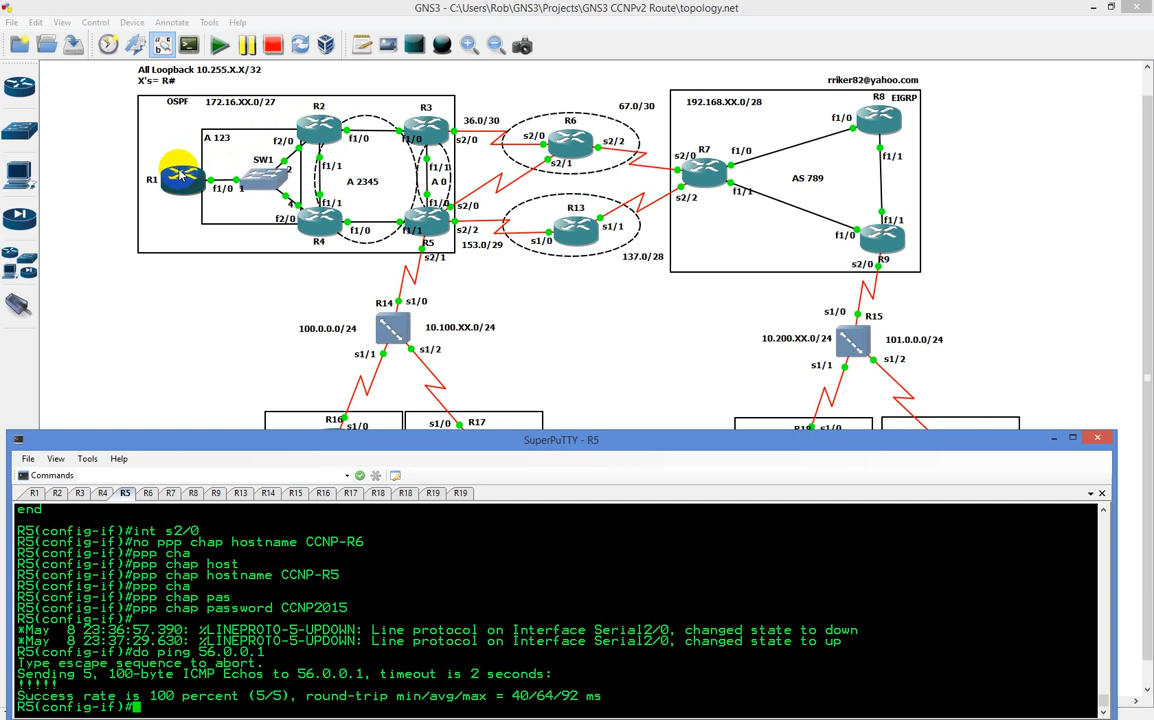 GNS3 - C:\Users\Rob\GNS3\Projects\GNS3 CCNPv2 Route\topology.net
File Edit View Control Device Annotate Tools Help
All Loopback 10.255.X.X/32
X's= R#
rriker82@yahoo.com
OSPF 172.16.XX.0/27
R2
R3
36.0/30
67.0/30
192.168.XX.0/28
R8
EIGRP
A 123
f2/0
f1/0
f1/0
s2/0
R6
s2/0
s2/2
f1/0
SW1
f1/1
f1/1
s2/1
R7
f1/0
f1/1
R1
f1/0
1
2
A 2345
A 0
s2/0
AS 789
4
f1/1
f1/0
s2/0
R13
s2/2
f1/1
f1/1
f2/0
f1/0
f1/1
s2/2
s1/0
s1/1
f1/0
R4
R5
153.0/29
137.0/28
R9
s2/1
s2/0
R14
s1/0
s1/0
R15
100.0.0.0/24
10.100.XX.0/24
10.200.XX.0/24
101.0.0.0/24
s1/1
s1/2
s1/1
s1/2
R16
s1/0
s1/0
R17
R19
s1/0
SuperPuTTY - R5
File View Tools Help
Commands
R1 R2 R3 R4 R5 R6 R7 R8 R9 R13 R14 R15 R16 R17 R18 R18 R19 R19
end
R5(config-if)#int s2/0
R5(config-if)#no ppp chap hostname CCNP-R6
R5(config-if)#ppp cha
R5(config-if)#ppp chap host
R5(config-if)#ppp chap hostname CCNP-R5
R5(config-if)#ppp cha
R5(config-if)#ppp chap pas
R5(config-if)#ppp chap password CCNP2015
R5(config-if)#
*May  8 23:36:57.390: %LINEPROTO-5-UPDOWN: Line protocol on Interface Serial2/0, changed state to down
*May  8 23:37:29.630: %LINEPROTO-5-UPDOWN: Line protocol on Interface Serial2/0, changed state to up
R5(config-if)#do ping 56.0.0.1
Type escape sequence to abort.
Sending 5, 100-byte ICMP Echos to 56.0.0.1, timeout is 2 seconds:
!!!!!
Success rate is 100 percent (5/5), round-trip min/avg/max = 40/64/92 ms
R5(config-if)#